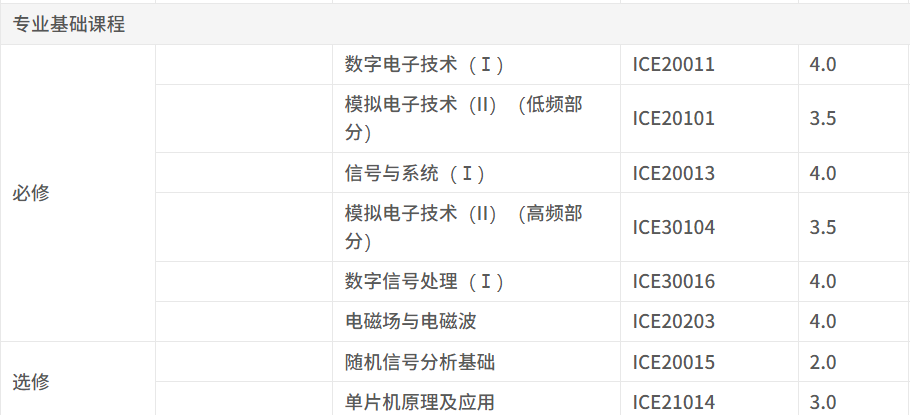 专业基础课程
必修
数字电子技术（Ⅰ） ICE20011 4.0
模拟电子技术（II）（低频部
分） ICE20101 3.5
信号与系统（Ⅰ） ICE20013 4.0
模拟电子技术（II）（高频部
分） ICE30104 3.5
数字信号处理（Ⅰ） ICE30016 4.0
电磁场与电磁波 ICE20203 4.0
选修
随机信号分析基础 ICE20015 2.0
单片机原理及应用 ICE21014 3.0